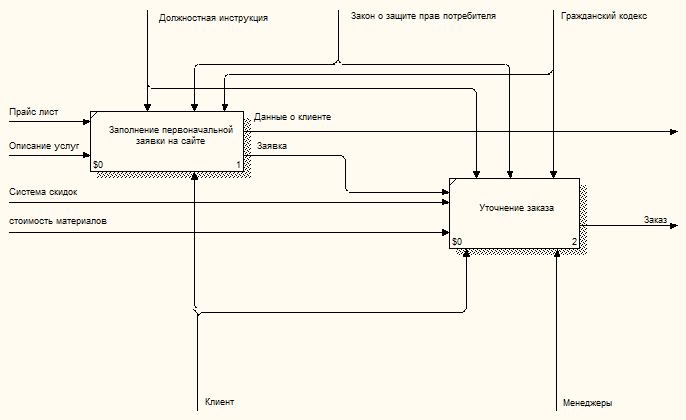 Должностная инструкция
Закон о защите прав потребителя
Гражданский кодекс
Прайс лист
Описание услуг
Заполнение первоначальной
заявки на сайте
$0
1
Данные о клиенте
Заявка
Система скидок
стоимость материалов
Уточнение заказа
$0
2
Заказ
Клиент
Менеджеры